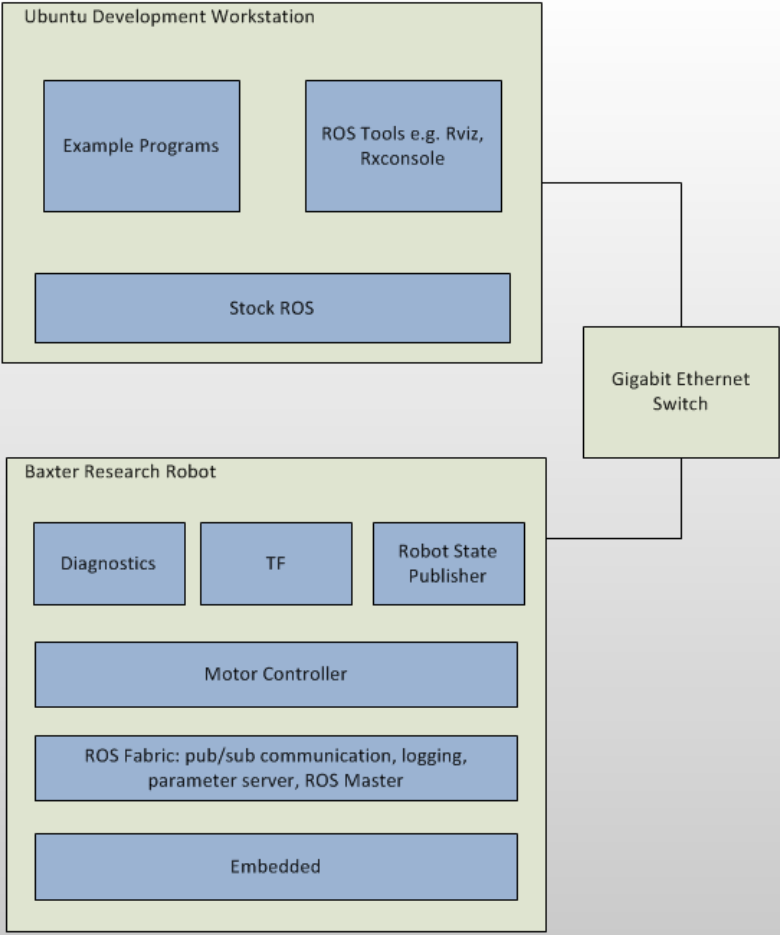 Ubuntu Development Workstation
Example Programs
ROS Tools e.g. Rviz,
Rxconsole
Stock ROS
Gigabit Ethernet
Switch
Baxter Research Robot
Diagnostics
TF
Robot State
Publisher
Motor Controller
ROS Fabric: pub/sub communication, logging,
parameter server, ROS Master
Embedded